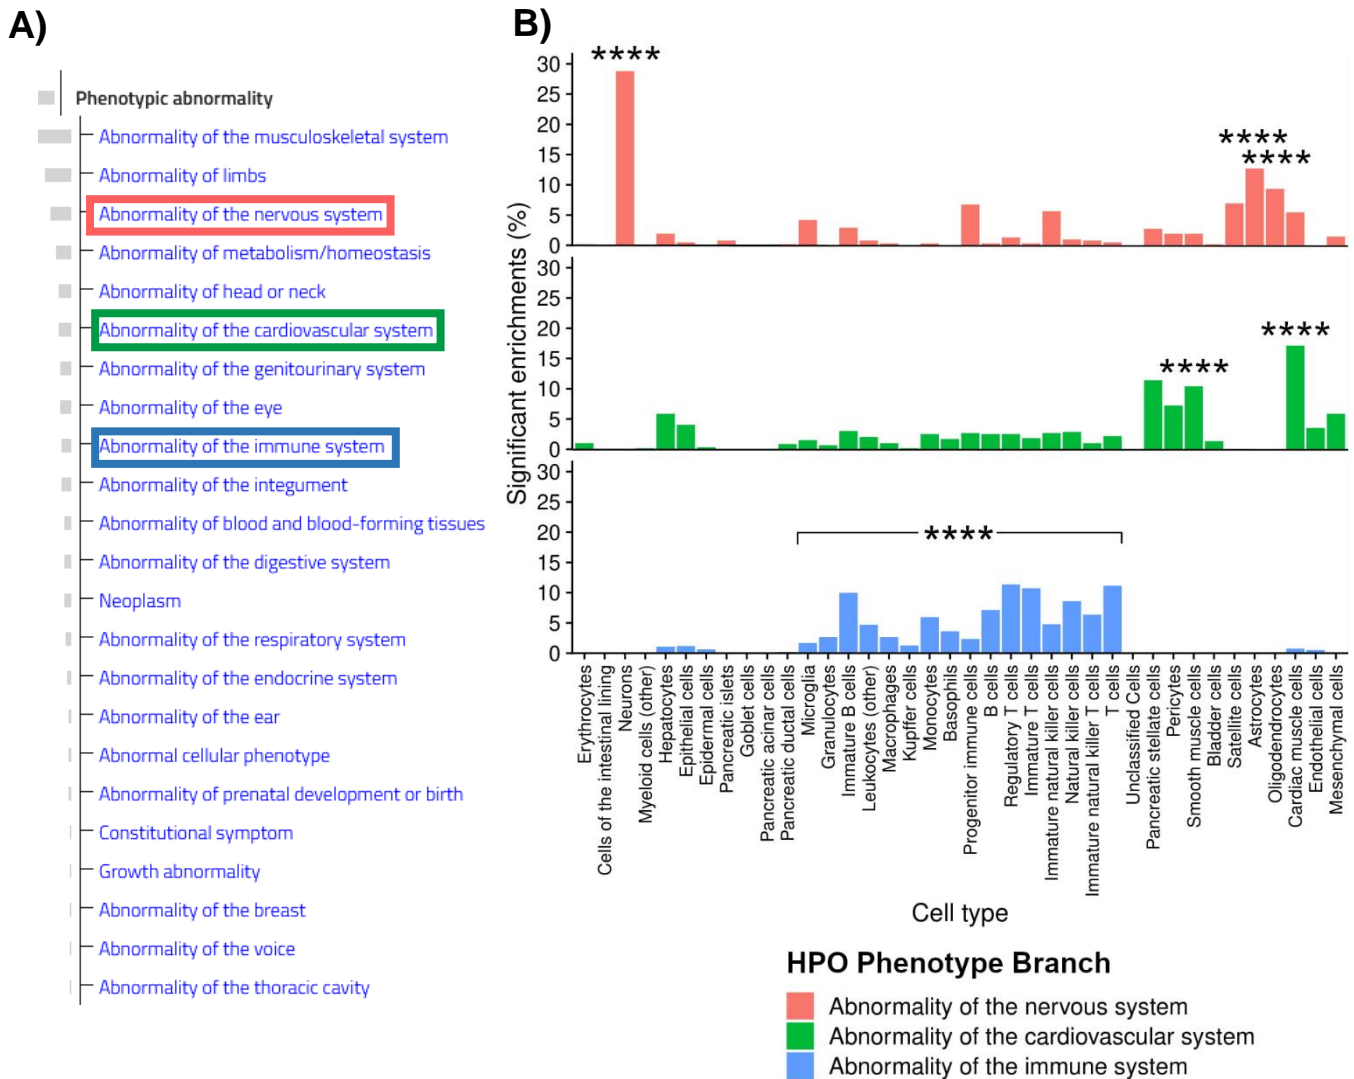 A)
Phenotypic abnormality
Abnormality of the musculoskeletal system
Abnormality of limbs
Abnormality of the nervous system
Abnormality of metabolism/homeostasis
Abnormality of head or neck
Abnormality of the cardiovascular system
Abnormality of the genitourinary system
Abnormality of the eye
Abnormality of the immune system
Abnormality of the integument
Abnormality of blood and blood-forming tissues
Abnormality of the digestive system
Neoplasm
Abnormality of the respiratory system
Abnormality of the endocrine system
Abnormality of the ear
Abnormal cellular phenotype
Abnormality of prenatal development or birth
Constitutional symptom
Growth abnormality
Abnormality of the breast
Abnormality of the voice
Abnormality of the thoracic cavity
B)
Significant enrichments (%)
30
25
20
15
10
5
0
****
****
****
30
25
20
15
10
5
0
****
****
30
25
20
15
10
5
0
****
Erythrocytes
Cells of the intestinal lining
Neurons
Myeloid cells (other)
Hepatocytes
Epithelial cells
Epidermal cells
Pancreatic islets
Goblet cells
Pancreatic acinar cells
Pancreatic ductal cells
Microglia
Granulocytes
Immature B cells
Leukocytes (other)
Macrophages
Kupffer cells
Monocytes
Basophils
Progenitor immune cells
B cells
Regulatory T cells
Immature T cells
Immature natural killer cells
Natural killer cells
Immature natural killer T cells
T cells
Unclassified Cells
Pancreatic stellate cells
Pericytes
Smooth muscle cells
Bladder cells
Satellite cells
Astrocytes
Oligodendrocytes
Cardiac muscle cells
Endothelial cells
Mesenchymal cells
Cell type
HPO Phenotype Branch
Abnormality of the nervous system
Abnormality of the cardiovascular system
Abnormality of the immune system